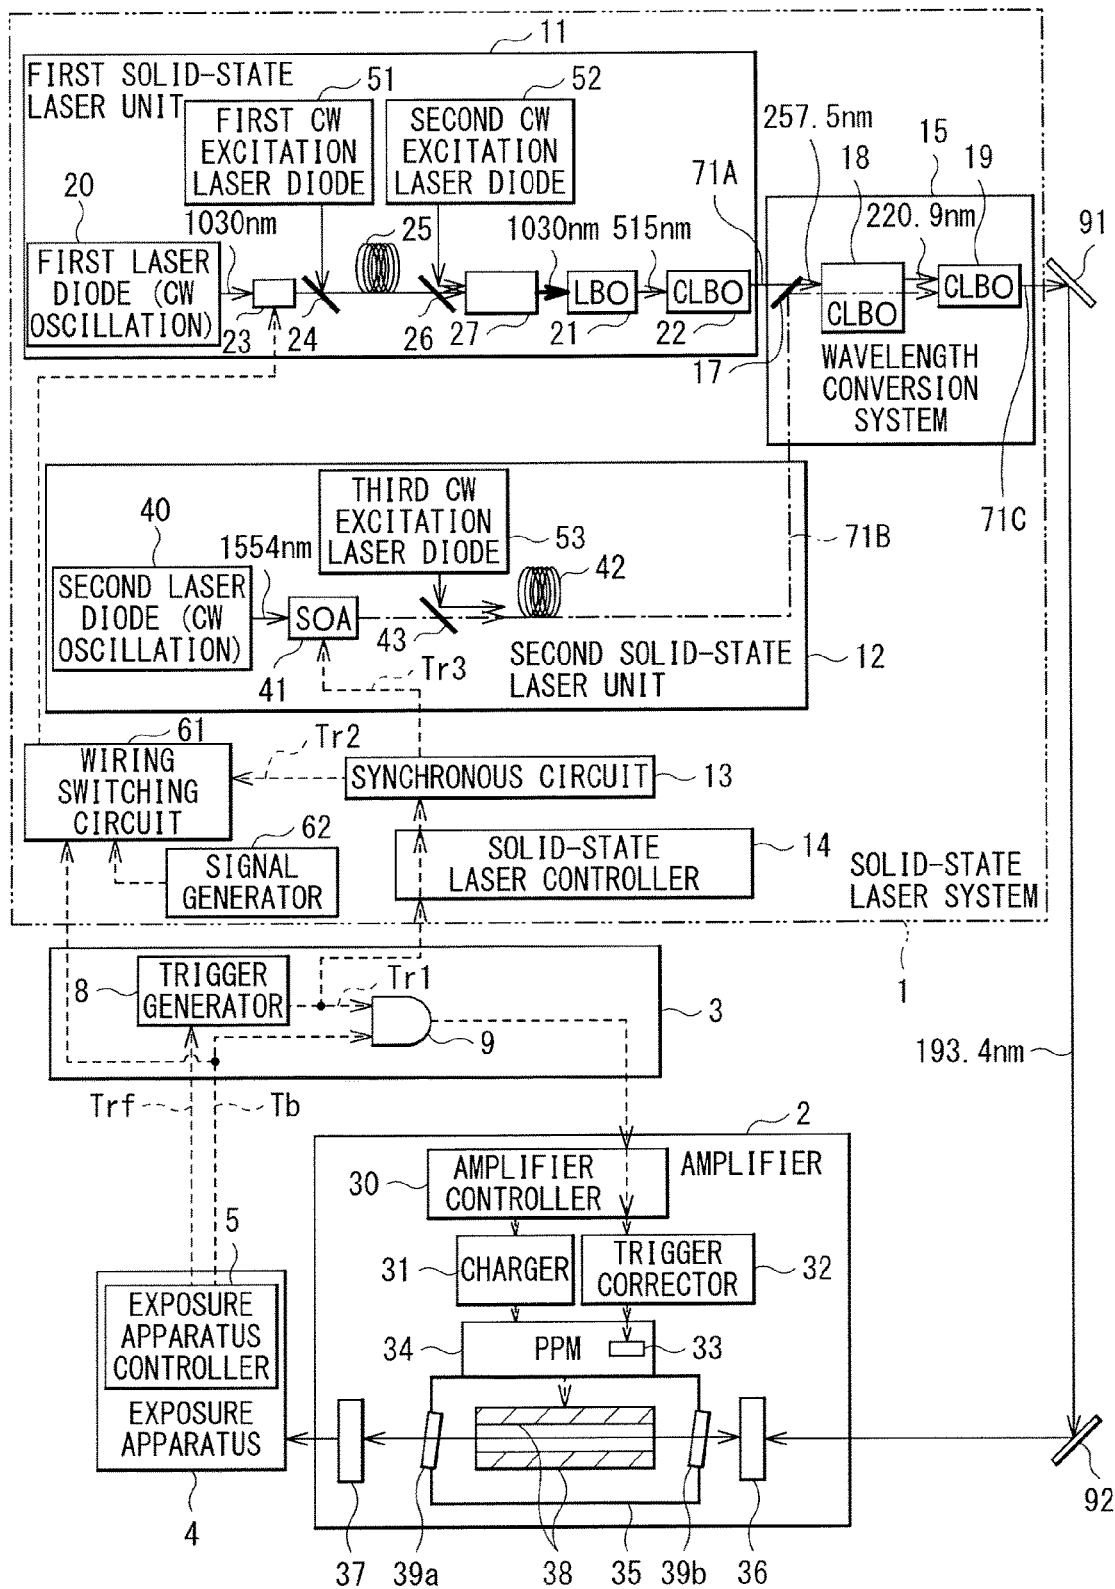 11
FIRST SOLID-STATE
LASER UNIT
51
52
FIRST CW
EXCITATION
LASER DIODE
SECOND CW
EXCITATION
LASER DIODE
257.5nm
71A
18
15
19
20
1030nm
25
1030nm
515nm
220.9nm
91
FIRST LASER
DIODE (CW
OSCILLATION)
LBO
CLBO
CLBO
CLBO
23
24
26
27
21
22
17
WAVELENGTH
CONVERSION
SYSTEM
71C
THIRD CW
EXCITATION
LASER DIODE
53
71B
40
1554nm
42
SECOND LASER
DIODE (CW
OSCILLATION)
SOA
41
43
Tr3
SECOND SOLID-STATE
LASER UNIT
12
61
Tr2
WIRING
SWITCHING
CIRCUIT
SYNCHRONOUS CIRCUIT
13
62
SIGNAL
GENERATOR
SOLID-STATE
LASER CONTROLLER
14
SOLID-STATE
LASER SYSTEM
1
8
TRIGGER
GENERATOR
Tr1
9
3
193.4nm
Trf
Tb
2
30
AMPLIFIER
CONTROLLER
AMPLIFIER
5
31
CHARGER
TRIGGER
CORRECTOR
32
EXPOSURE
APPARATUS
CONTROLLER
34
PPM
33
EXPOSURE
APPARATUS
4
37
39a
38
35
39b
36
92